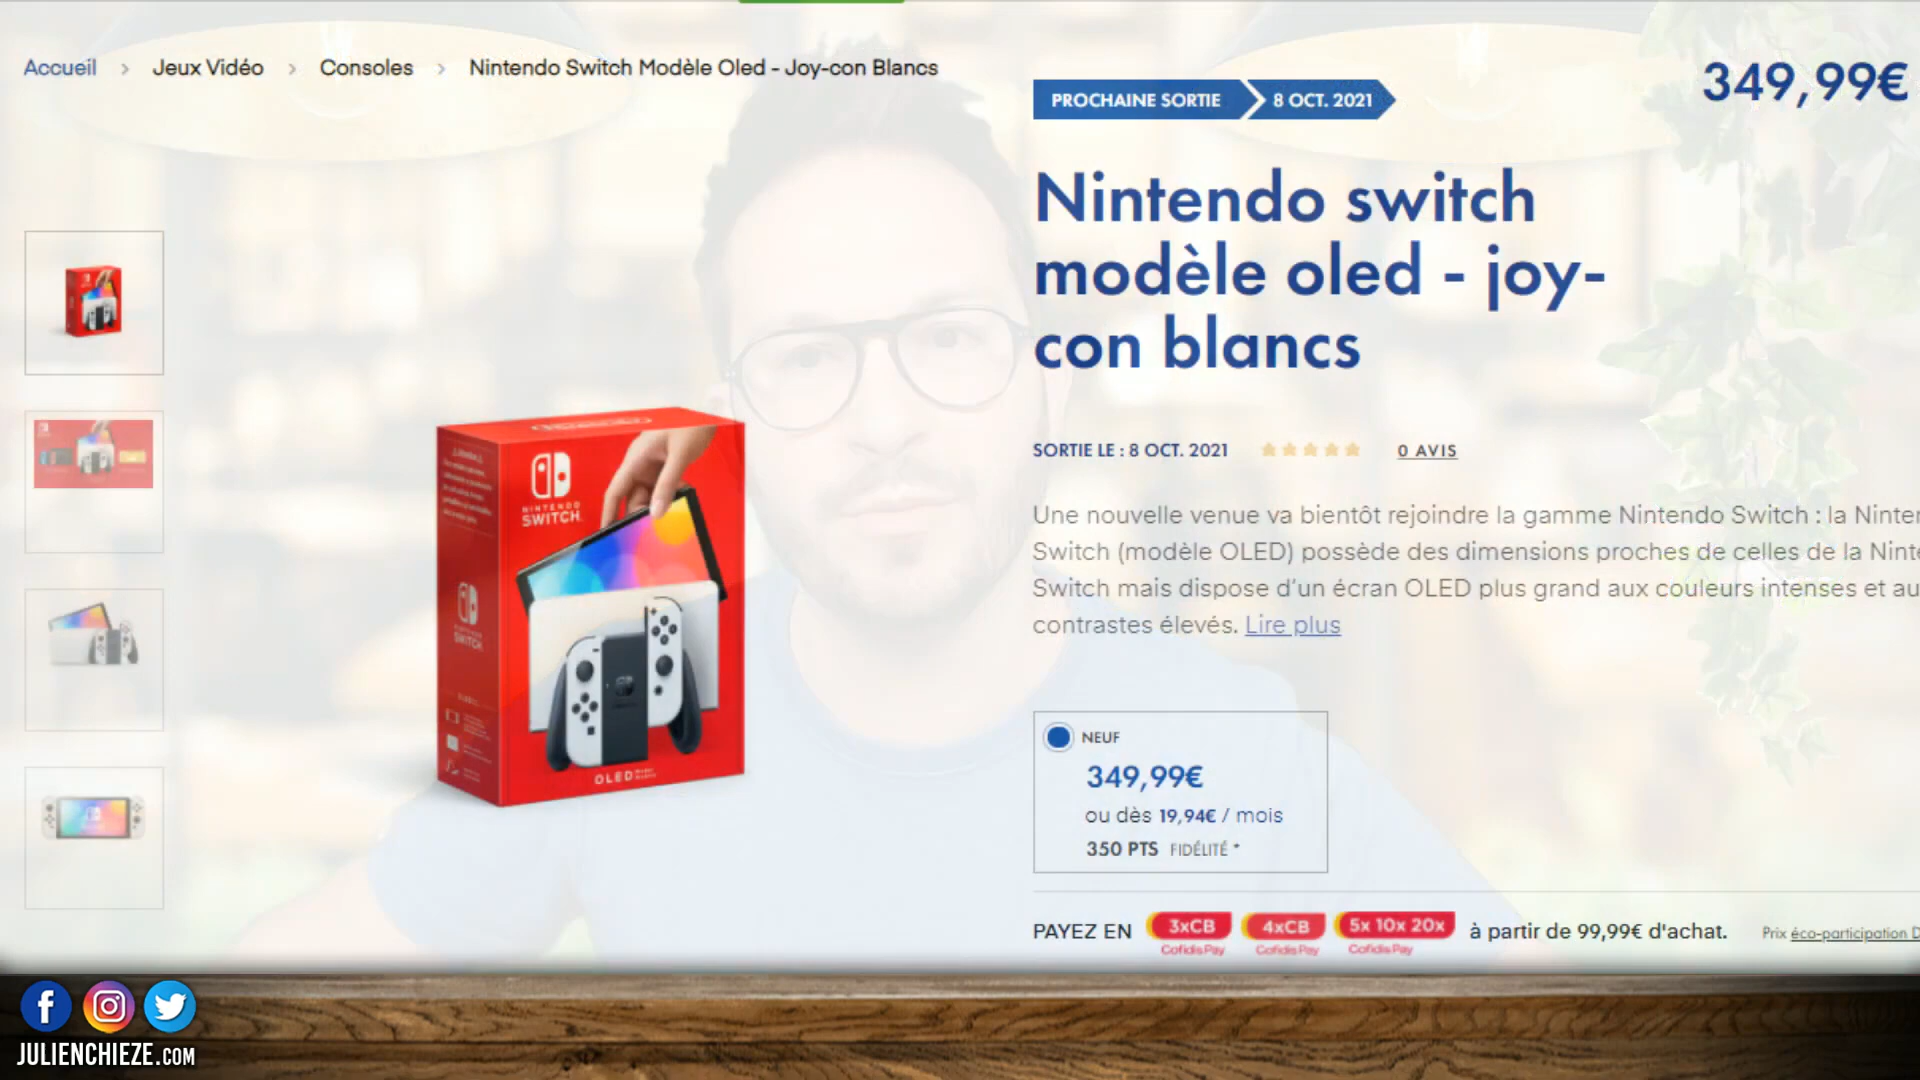 Accueil > Jeux Vidéo > Consoles > Nintendo Switch Modèle Oled - Joy-con Blancs
349,99€
PROCHAINE SORTIE 8 OCT. 2021
Nintendo switch
modèle oled - joy-
con blancs
SORTIE LE : 8 OCT. 2021 0 AVIS
Une nouvelle venue va bientôt rejoindre la gamme Nintendo Switch : la Ninten
Switch (modèle OLED) possède des dimensions proches de celles de la Ninte
Switch mais dispose d'un écran OLED plus grand aux couleurs intenses et au
contrastes élevés. Lire plus
NINTENDO
SWITCH
NINTENDO
SWITCH
OLED
NEUF
349,99€
ou dès 19,94€ / mois
350 PTS FIDÉLITÉ *
PAYEZ EN 3xCB 4xCB 5x 10x 20x à partir de 99,99€ d'achat. Prix éco-participation D
Cofidis Pay Cofidis Pay Cofidis Pay
JULIENCHIEZE.COM